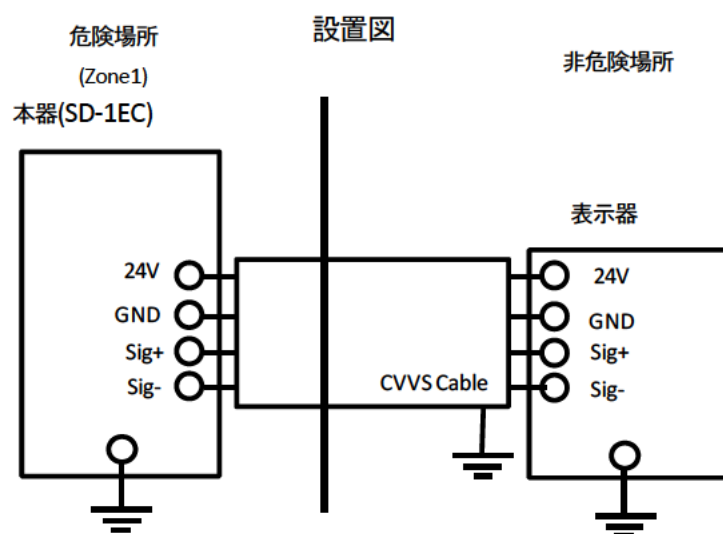 設置図
危険場所
(Zone1)
本器(SD-1EC)
非危険場所
表示器
24V
GND
Sig+
Sig-
CVVS Cable
24V
GND
Sig+
Sig-